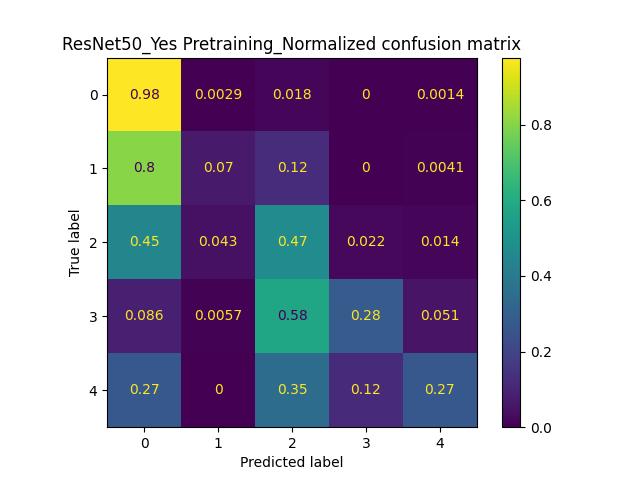 ResNet50_Yes Pretraining_Normalized confusion matrix
0 0.98 0.0029 0.018 0 0.0014
1 0.8 0.07 0.12 0 0.0041
2 0.45 0.043 0.47 0.022 0.014
3 0.086 0.0057 0.58 0.28 0.051
4 0.27 0 0.35 0.12 0.27
0 1 2 3 4
True label
Predicted label
0.8
0.6
0.4
0.2
0.0